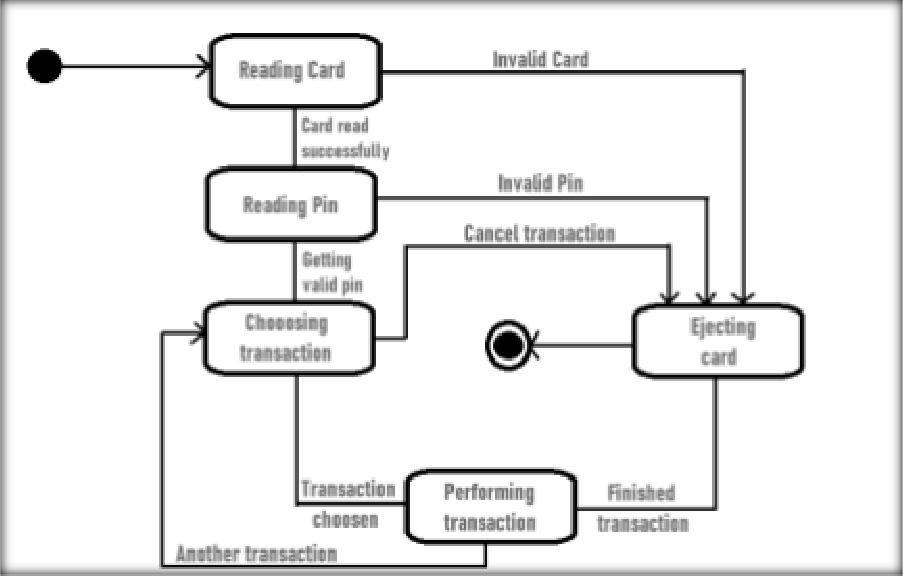 Reading Card
Invalid Card
Card read
successfully
Reading Pin
Invalid Pin
Cancel transaction
Getting
valid pin
Chooosing
transaction
Ejecting
card
Transaction
choosen
Performing
transaction
Finished
transaction
Another transaction